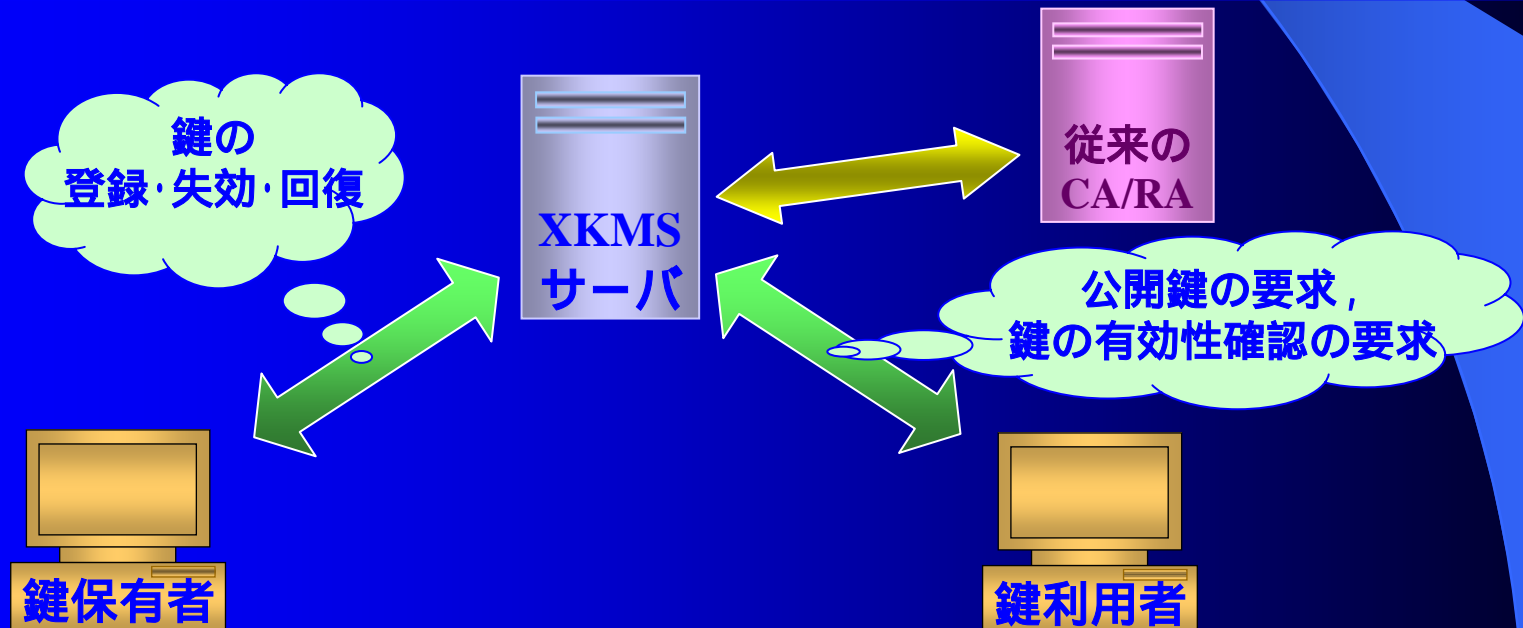 鍵の
登録・失効・回復
XKMS
サーバ
従来の
CA/RA
公開鍵の要求,
鍵の有効性確認の要求
鍵保有者
鍵利用者